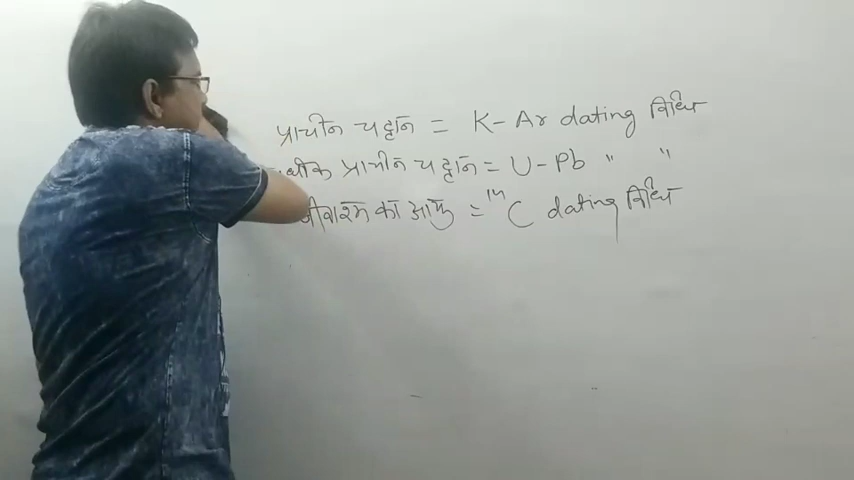 प्राचीन चट्टान = K-Ar dating विधि
प्राचीन चट्टान = U-Pb " "
जीवाश्म की आयु = ¹⁴C dating विधि